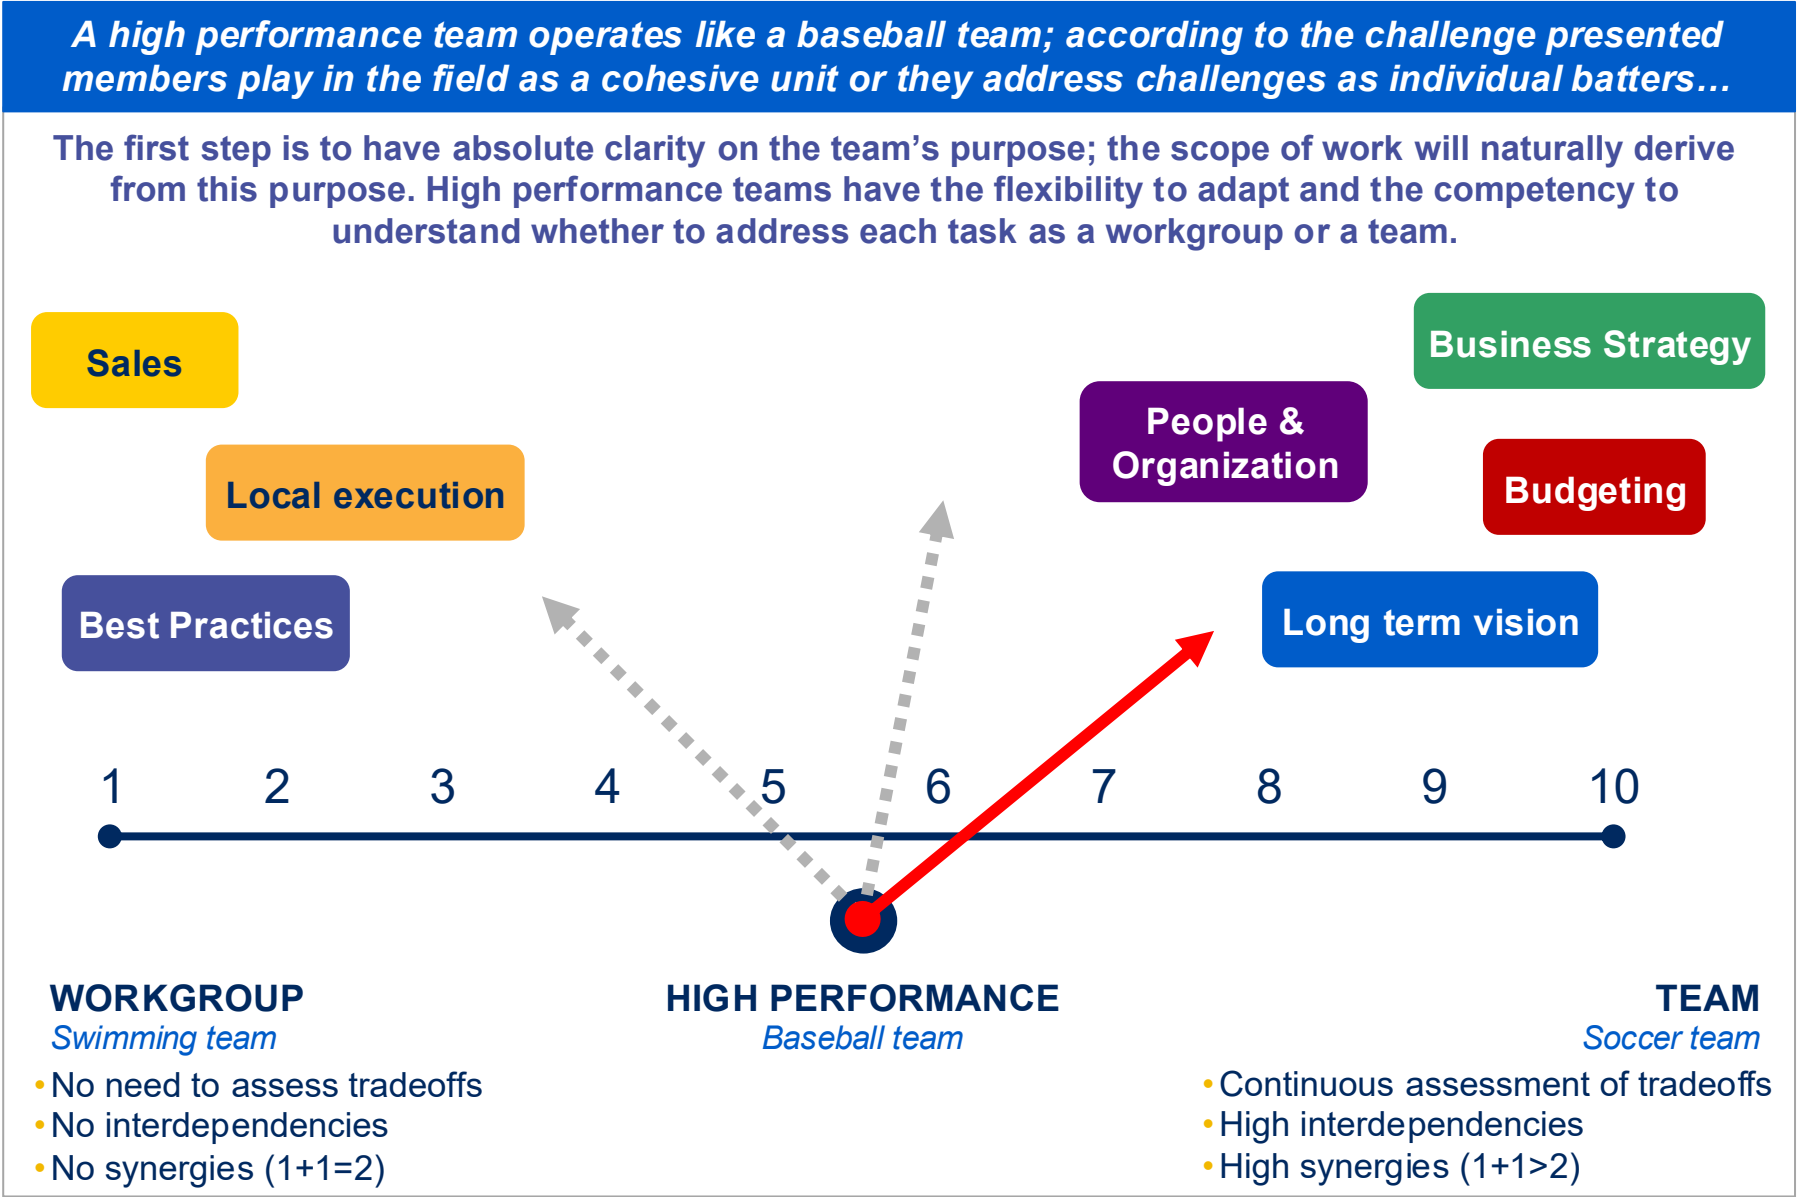 A high performance team operates like a baseball team; according to the challenge presented
members play in the field as a cohesive unit or they address challenges as individual batters…
The first step is to have absolute clarity on the team’s purpose; the scope of work will naturally derive
from this purpose. High performance teams have the flexibility to adapt and the competency to
understand whether to address each task as a workgroup or a team.
Sales
Business Strategy
People &
Organization
Local execution
Budgeting
Best Practices
Long term vision
1 2 3 4 5 6 7 8 9 10
WORKGROUP
Swimming team
• No need to assess tradeoffs
• No interdependencies
• No synergies (1+1=2)
HIGH PERFORMANCE
Baseball team
TEAM
Soccer team
• Continuous assessment of tradeoffs
• High interdependencies
• High synergies (1+1>2)